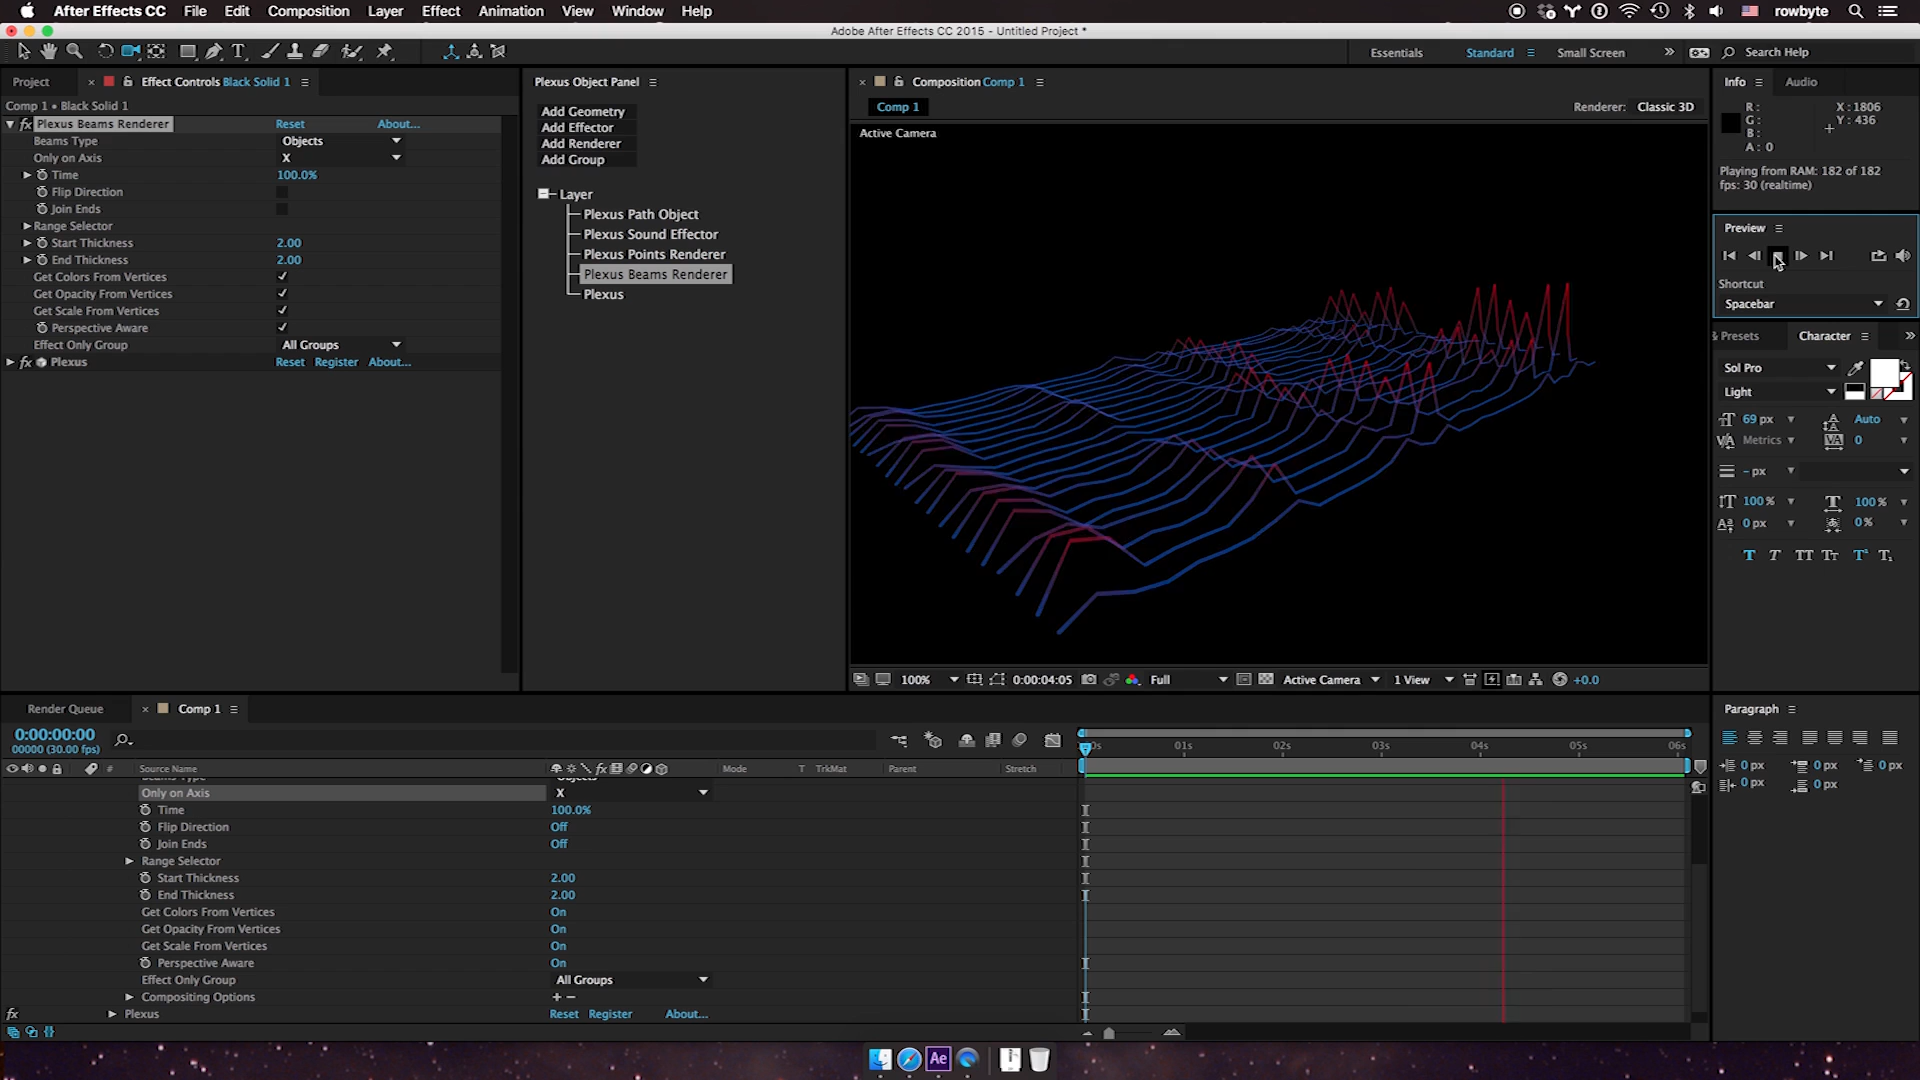 After Effects CC File Edit Composition Layer Effect Animation View Window Help rowbyte
Adobe After Effects CC 2015 - Untitled Project *
Essentials Standard Small Screen Search Help
Project Effect Controls Black Solid 1
Comp 1 • Black Solid 1
fx Plexus Beams Renderer Reset About...
Beams Type Objects
Only on Axis X
Time 100.0%
Flip Direction
Join Ends
Range Selector
Start Thickness 2.00
End Thickness 2.00
Get Colors From Vertices
Get Opacity From Vertices
Get Scale From Vertices
Perspective Aware
Effect Only Group All Groups
fx Plexus Reset Register About...
Plexus Object Panel
Add Geometry
Add Effector
Add Renderer
Add Group
Layer
Plexus Path Object
Plexus Sound Effector
Plexus Points Renderer
Plexus Beams Renderer
Plexus
Composition Comp 1
Comp 1 Renderer: Classic 3D
Active Camera
100% 0:00:04:05 Full Active Camera 1 View +0.0
Info Audio
R: X : 1806
G: Y : 436
B:
A : 0
Playing from RAM: 182 of 182
fps: 30 (realtime)
Preview
Shortcut
Spacebar
& Presets Character
Sol Pro
Light
69 px Auto
Metrics 0
- px
100 % 100 %
0 px 0 %
T T TT Tт T¹ T₁
Paragraph
0 px 0 px 0 px
0 px 0 px
Render Queue Comp 1
0:00:00:00
00000 (30.00 fps)
# Source Name fx Mode T TrkMat Parent Stretch
0s 01s 02s 03s 04s 05s 06s
Beams Type Objects
Only on Axis X
Time 100.0%
Flip Direction Off
Join Ends Off
Range Selector
Start Thickness 2.00
End Thickness 2.00
Get Colors From Vertices On
Get Opacity From Vertices On
Get Scale From Vertices On
Perspective Aware On
Effect Only Group All Groups
Compositing Options + −
fx Plexus Reset Register About...
Ae